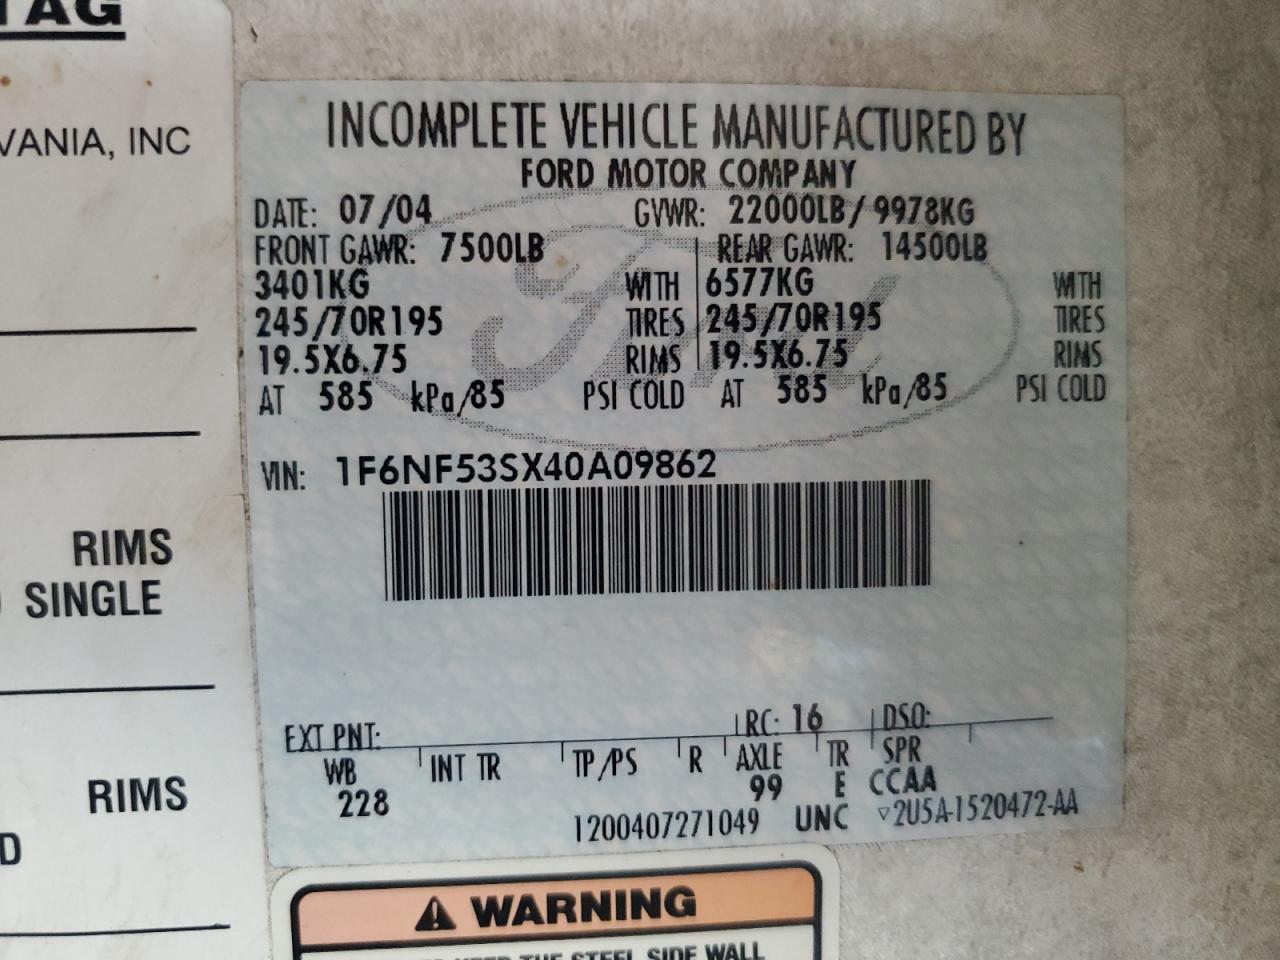 TAG
VANIA, INC
RIMS
SINGLE
RIMS
D
INCOMPLETE VEHICLE MANUFACTURED BY
FORD MOTOR COMPANY
DATE: 07/04 GVWR: 22000LB/9978KG
FRONT GAWR: 7500LB REAR GAWR: 14500LB
3401KG WITH 6577KG WITH
245/70R195 TIRES 245/70R195 TIRES
19.5X6.75 RIMS 19.5X6.75 RIMS
AT 585 kPa/85 PSI COLD AT 585 kPa/85 PSI COLD
VIN: 1F6NF53SX40A09862
EXT PNT: RC: 16 DSO:
WB INT TR TP/PS R AXLE TR SPR
228 99 E CCAA
1200407271049 UNC ▽2U5A-1520472-AA
⚠ WARNING
THE STEEL SIDE WALL